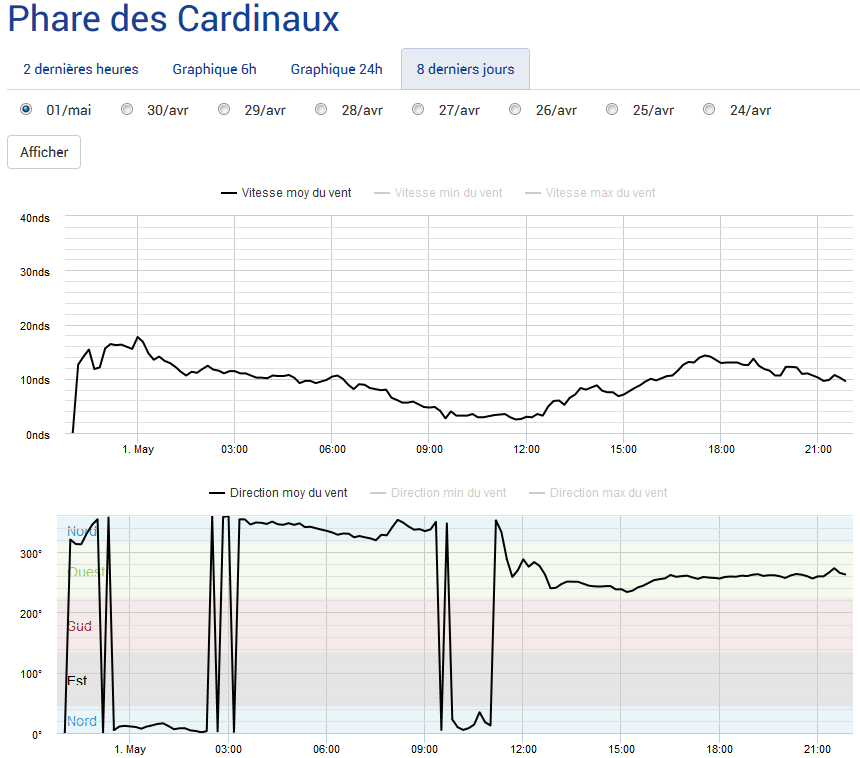 Phare des Cardinaux
2 dernières heures Graphique 6h Graphique 24h 8 derniers jours
01/mai 30/avr 29/avr 28/avr 27/avr 26/avr 25/avr 24/avr
Afficher
Vitesse moy du vent Vitesse min du vent Vitesse max du vent
40nds
30nds
20nds
10nds
0nds
1. May 03:00 06:00 09:00 12:00 15:00 18:00 21:00
Direction moy du vent Direction min du vent Direction max du vent
Nord
300°
Ouest
200°
Sud
100°
Est
Nord
0°
1. May 03:00 06:00 09:00 12:00 15:00 18:00 21:00